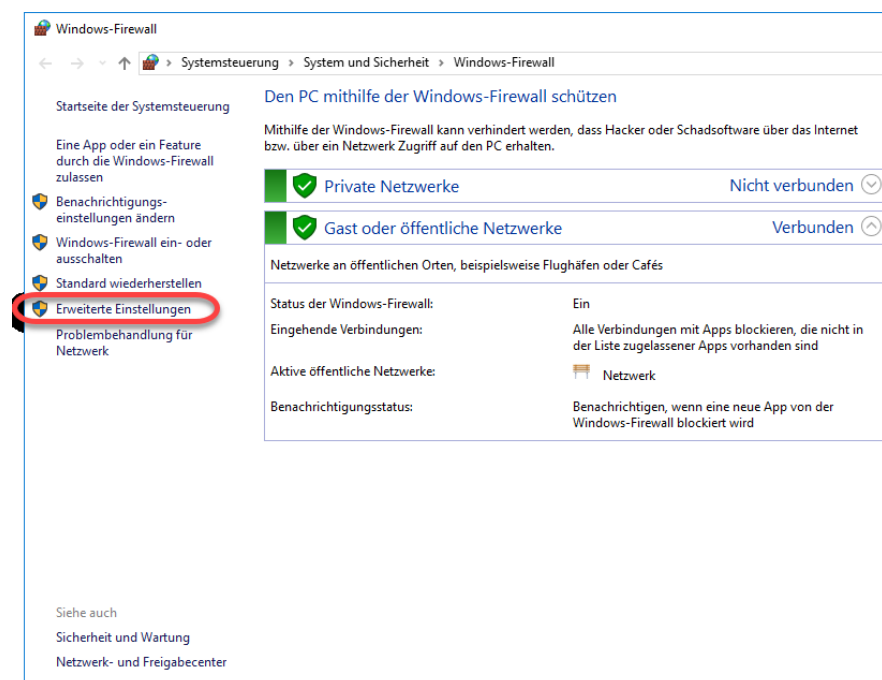 Windows-Firewall
Systemsteuerung › System und Sicherheit › Windows-Firewall
Startseite der Systemsteuerung
Eine App oder ein Feature
durch die Windows-Firewall
zulassen
Benachrichtigungs-
einstellungen ändern
Windows-Firewall ein- oder
ausschalten
Standard wiederherstellen
Erweiterte Einstellungen
Problembehandlung für
Netzwerk
Den PC mithilfe der Windows-Firewall schützen
Mithilfe der Windows-Firewall kann verhindert werden, dass Hacker oder Schadsoftware über das Internet
bzw. über ein Netzwerk Zugriff auf den PC erhalten.
Private Netzwerke Nicht verbunden
Gast oder öffentliche Netzwerke Verbunden
Netzwerke an öffentlichen Orten, beispielsweise Flughäfen oder Cafés
Status der Windows-Firewall: Ein
Eingehende Verbindungen: Alle Verbindungen mit Apps blockieren, die nicht in
der Liste zugelassener Apps vorhanden sind
Aktive öffentliche Netzwerke: Netzwerk
Benachrichtigungsstatus: Benachrichtigen, wenn eine neue App von der
Windows-Firewall blockiert wird
Siehe auch
Sicherheit und Wartung
Netzwerk- und Freigabecenter